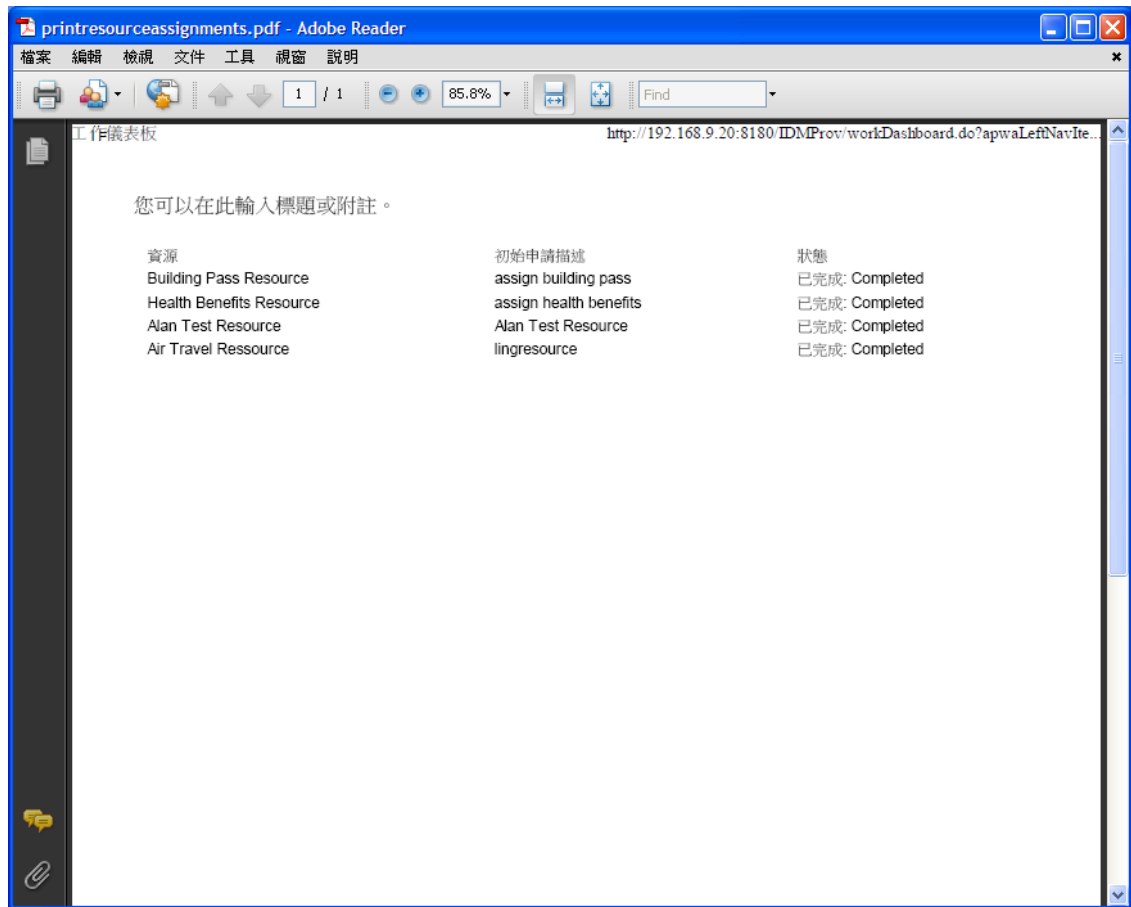 printresourceassignments.pdf - Adobe Reader
檔案 編輯 檢視 文件 工具 視窗 說明
1 / 1 85.8% Find
工作儀表板 http://192.168.9.20:8180/IDMProv/workDashboard.do?apwaLeftNavIte...
您可以在此輸入標題或附註。
資源 初始申請描述 狀態
Building Pass Resource assign building pass 已完成: Completed
Health Benefits Resource assign health benefits 已完成: Completed
Alan Test Resource Alan Test Resource 已完成: Completed
Air Travel Ressource lingresource 已完成: Completed